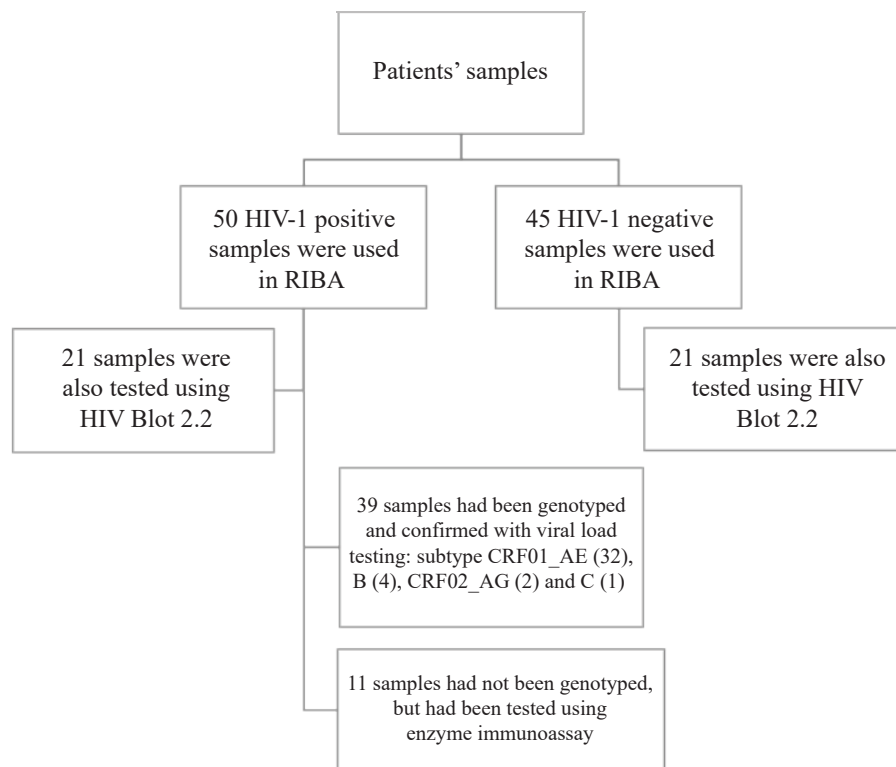 Patients’ samples
50 HIV-1 positive
samples were used
in RIBA
45 HIV-1 negative
samples were used
in RIBA
21 samples were
also tested using
HIV Blot 2.2
21 samples were also
tested using HIV
Blot 2.2
39 samples had been genotyped
and confirmed with viral load
testing: subtype CRF01_AE (32),
B (4), CRF02_AG (2) and C (1)
11 samples had not been genotyped,
but had been tested using
enzyme immunoassay